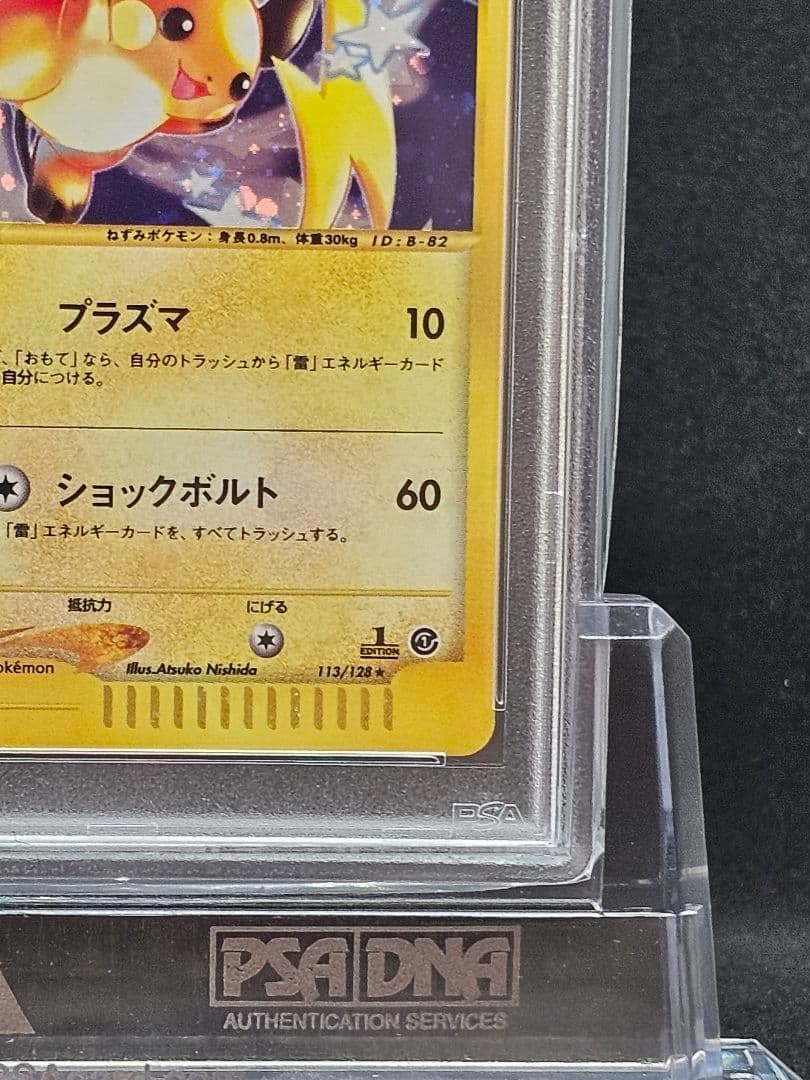 ねずみポケモン：身長0.8m、体重30kg ID：B-82
プラズマ 10
、「おもて」なら、自分のトラッシュから「雷」エネルギーカード
自分につける。
ショックボルト 60
「雷」エネルギーカードを、すべてトラッシュする。
抵抗力 にげる
1 EDITION
okémon Illus.Atsuko Nishida 113/128★
PSA
PSA DNA
AUTHENTICATION SERVICES